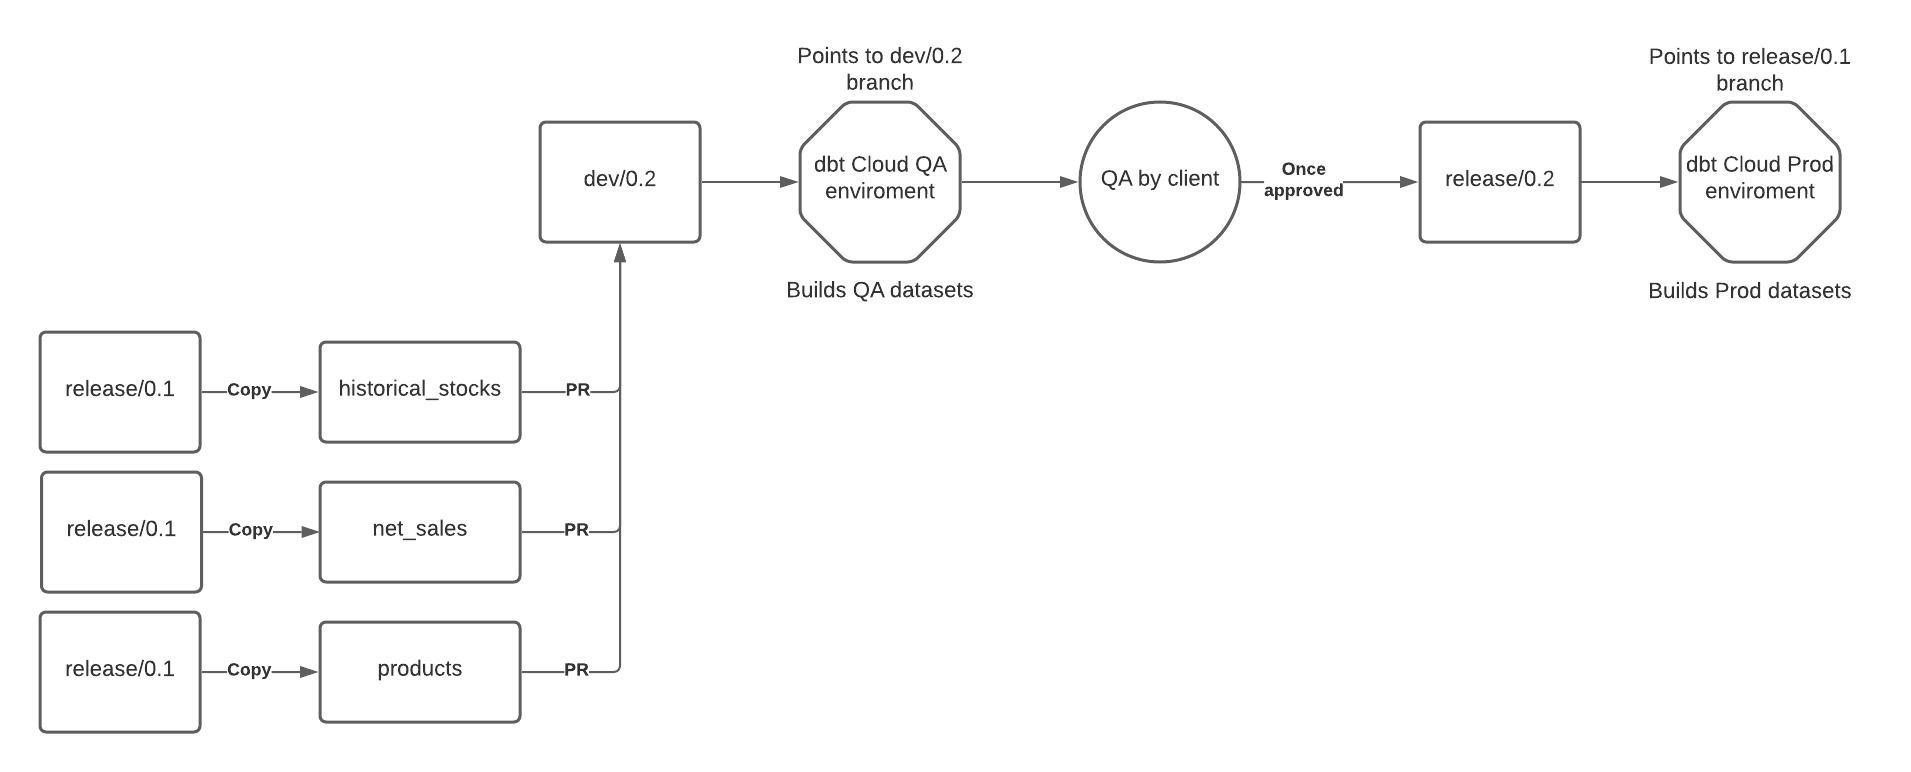 Points to dev/0.2
branch
Points to release/0.1
branch
dev/0.2
dbt Cloud QA
enviroment
QA by client
Once
approved
release/0.2
dbt Cloud Prod
enviroment
Builds QA datasets
Builds Prod datasets
release/0.1
Copy
historical_stocks
PR
release/0.1
Copy
net_sales
PR
release/0.1
Copy
products
PR